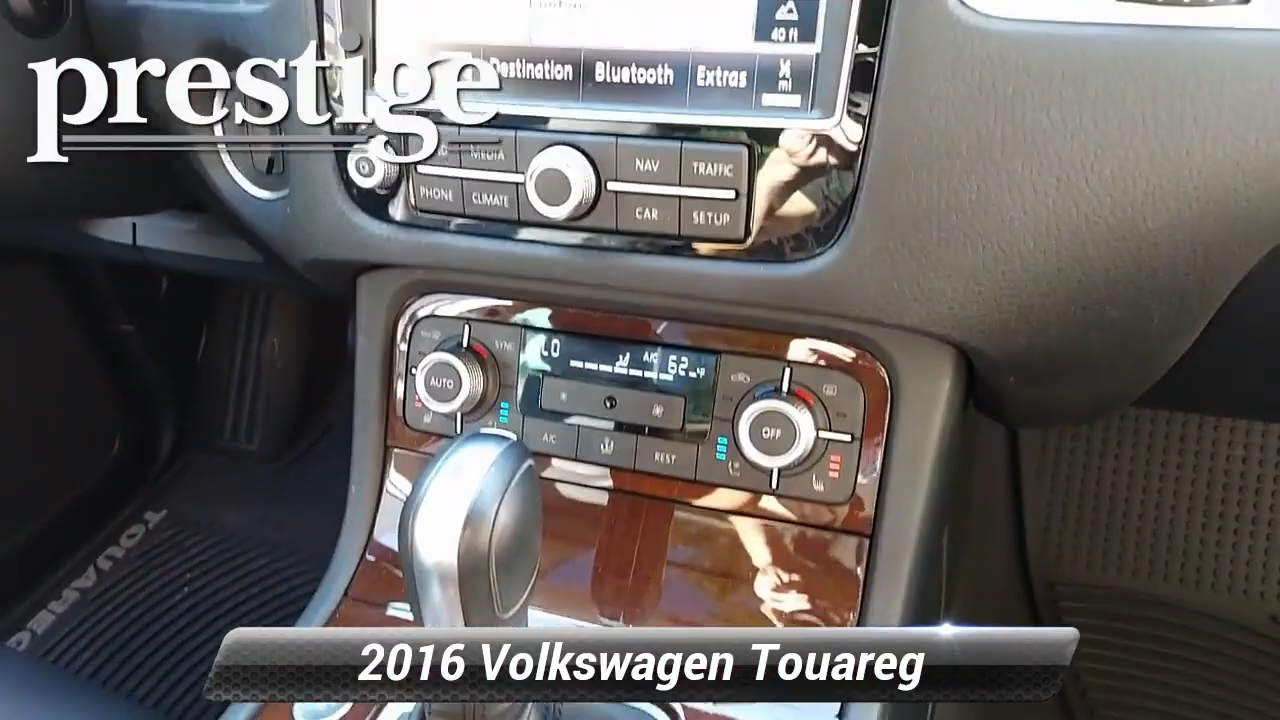 40 ft
prestige
Destination Bluetooth Extras mi
MEDIA NAV TRAFFIC
PHONE CLIMATE CAR SETUP
SYNC LO A/C 62 °F
AUTO OFF
A/C REST
TOUAREG
2016 Volkswagen Touareg